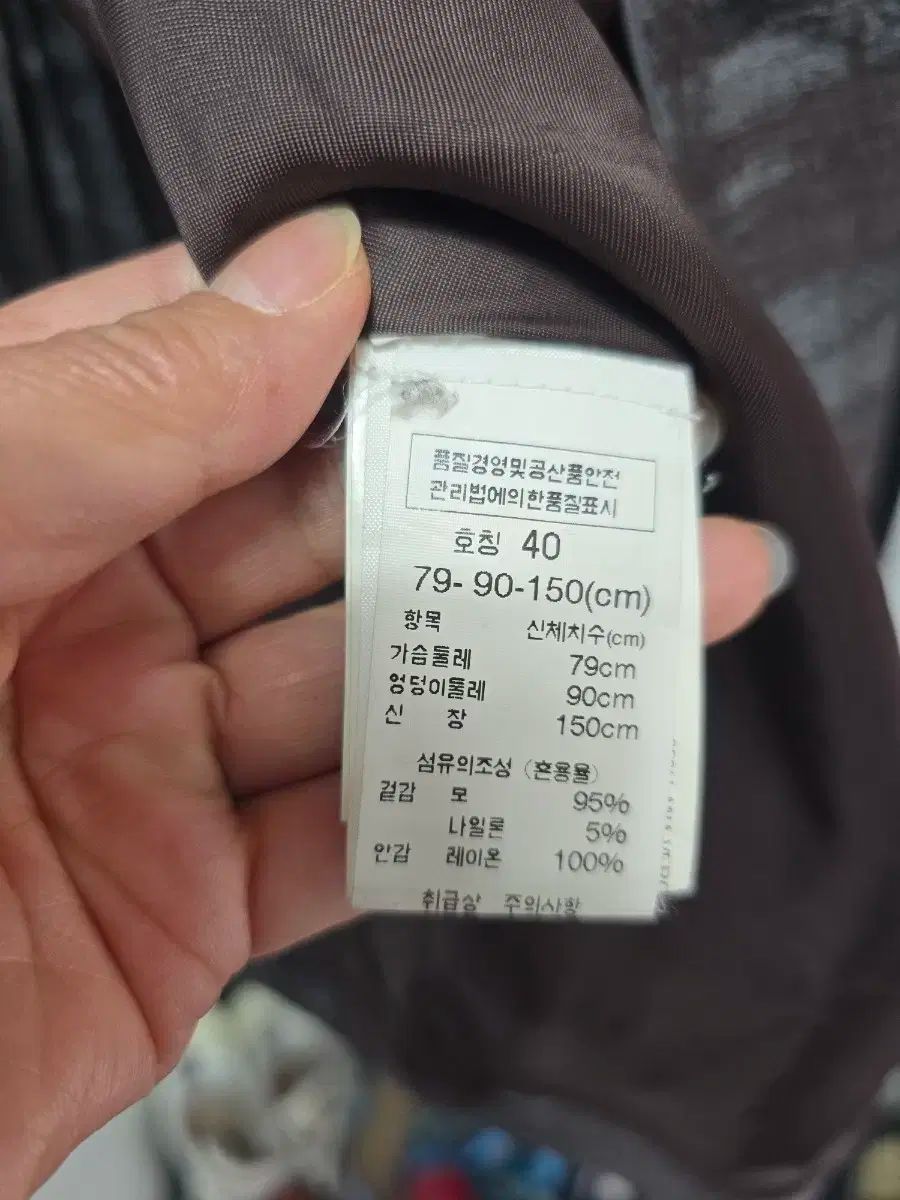 품질경영및공산품안전
관리법에의한품질표시
호칭 40
79- 90-150(cm)
항목 신체치수(cm)
가슴둘레 79cm
엉덩이둘레 90cm
신 장 150cm
섬유의조성 (혼용율)
겉감 모 95%
나일론 5%
안감 레이온 100%
취급상 주의사항